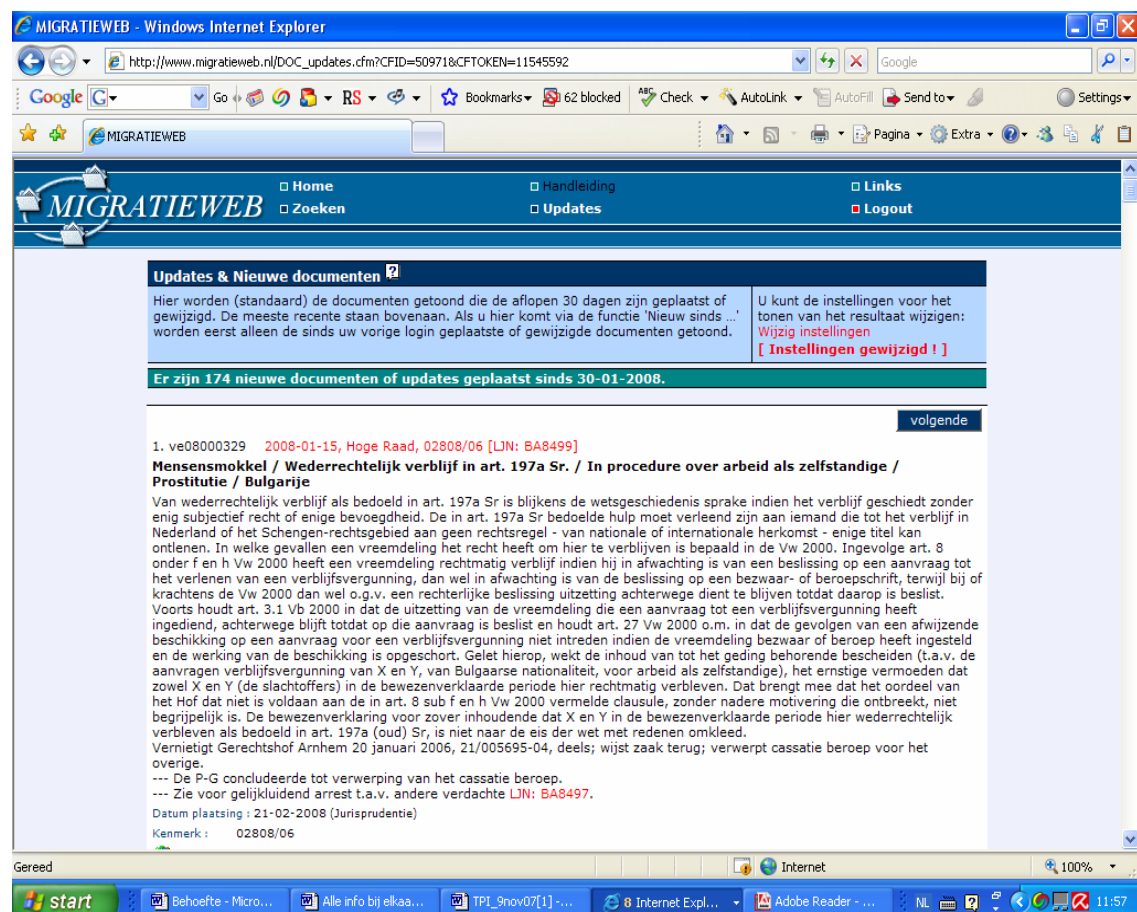 MIGRATIEWEB - Windows Internet Explorer
http://www.migratieweb.nl/DOC_updates.cfm?CFID=50971&CFTOKEN=11545592
Google
Google G Go RS Bookmarks 62 blocked ABC Check AutoLink AutoFill Send to Settings
MIGRATIEWEB Pagina Extra
MIGRATIEWEB
Home Handleiding Links
Zoeken Updates Logout
Updates & Nieuwe documenten ?
Hier worden (standaard) de documenten getoond die de aflopen 30 dagen zijn geplaatst of
gewijzigd. De meeste recente staan bovenaan. Als u hier komt via de functie 'Nieuw sinds ...'
worden eerst alleen de sinds uw vorige login geplaatste of gewijzigde documenten getoond.
U kunt de instellingen voor het
tonen van het resultaat wijzigen:
Wijzig instellingen
[ Instellingen gewijzigd ! ]
Er zijn 174 nieuwe documenten of updates geplaatst sinds 30-01-2008.
volgende
1. ve08000329 2008-01-15, Hoge Raad, 02808/06 [LJN: BA8499]
Mensensmokkel / Wederrechtelijk verblijf in art. 197a Sr. / In procedure over arbeid als zelfstandige /
Prostitutie / Bulgarije
Van wederrechtelijk verblijf als bedoeld in art. 197a Sr is blijkens de wetsgeschiedenis sprake indien het verblijf geschiedt zonder
enig subjectief recht of enige bevoegdheid. De in art. 197a Sr bedoelde hulp moet verleend zijn aan iemand die tot het verblijf in
Nederland of het Schengen-rechtsgebied aan geen rechtsregel - van nationale of internationale herkomst - enige titel kan
ontlenen. In welke gevallen een vreemdeling het recht heeft om hier te verblijven is bepaald in de Vw 2000. Ingevolge art. 8
onder f en h Vw 2000 heeft een vreemdeling rechtmatig verblijf indien hij in afwachting is van een beslissing op een aanvraag tot
het verlenen van een verblijfsvergunning, dan wel in afwachting is van de beslissing op een bezwaar- of beroepschrift, terwijl bij of
krachtens de Vw 2000 dan wel o.g.v. een rechterlijke beslissing uitzetting achterwege dient te blijven totdat daarop is beslist.
Voorts houdt art. 3.1 Vb 2000 in dat de uitzetting van de vreemdeling die een aanvraag tot een verblijfsvergunning heeft
ingediend, achterwege blijft totdat op die aanvraag is beslist en houdt art. 27 Vw 2000 o.m. in dat de gevolgen van een afwijzende
beschikking op een aanvraag voor een verblijfsvergunning niet intreden indien de vreemdeling bezwaar of beroep heeft ingesteld
en de werking van de beschikking is opgeschort. Gelet hierop, wekt de inhoud van tot het geding behorende bescheiden (t.a.v. de
aanvragen verblijfsvergunning van X en Y, van Bulgaarse nationaliteit, voor arbeid als zelfstandige), het ernstige vermoeden dat
zowel X en Y (de slachtoffers) in de bewezenverklaarde periode hier rechtmatig verbleven. Dat brengt mee dat het oordeel van
het Hof dat niet is voldaan aan de in art. 8 sub f en h Vw 2000 vermelde clausule, zonder nadere motivering die ontbreekt, niet
begrijpelijk is. De bewezenverklaring voor zover inhoudende dat X en Y in de bewezenverklaarde periode hier wederrechtelijk
verbleven als bedoeld in art. 197a (oud) Sr, is niet naar de eis der wet met redenen omkleed.
Vernietigt Gerechtshof Arnhem 20 januari 2006, 21/005695-04, deels; wijst zaak terug; verwerpt cassatie beroep voor het
overige.
--- De P-G concludeerde tot verwerping van het cassatie beroep.
--- Zie voor gelijkluidend arrest t.a.v. andere verdachte LJN: BA8497.
Datum plaatsing : 21-02-2008 (Jurisprudentie)
Kenmerk : 02808/06
Gereed Internet 100%
start Behoefte - Micro... Alle info bij elkaa... TPI_9nov07[1] -... 8 Internet Expl... Adobe Reader - ... NL 11:57